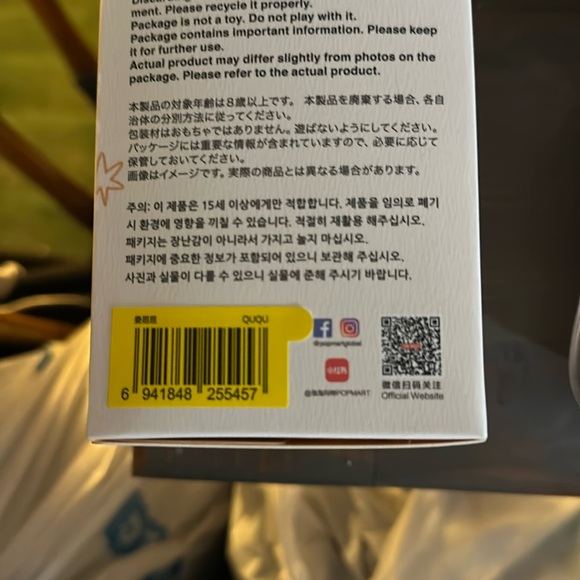 ment. Please recycle it properly.
Package is not a toy. Do not play with it.
Package contains important information. Please keep
it for further use.
Actual product may differ slightly from photos on the
package. Please refer to the actual product.
本製品の対象年齢は8歳以上です。 本製品を廃棄する場合、各自
治体の分別方法に従ってください。
包装材はおもちゃではありません。遊ばないようにしてください。
パッケージには重要な情報が含まれていますので、必要に応じて
保管しておいてください。
画像はイメージです。実際の商品とは異なる場合があります。
주의: 이 제품은 15세 이상에게만 적합합니다. 제품을 임의로 폐기
시 환경에 영향을 끼칠 수 있습니다. 적절히 재활용 해주십시오.
패키지는 장난감이 아니라서 가지고 놀지 마십시오.
패키지에 중요한 정보가 포함되어 있으니 보관해 주십시오.
사진과 실물이 다를 수 있으니 실물에 준해 주시기 바랍니다.
QUQU
6 941848 255457
@popmartglobal
小红书
POPMART
微信扫码关注
Official Website